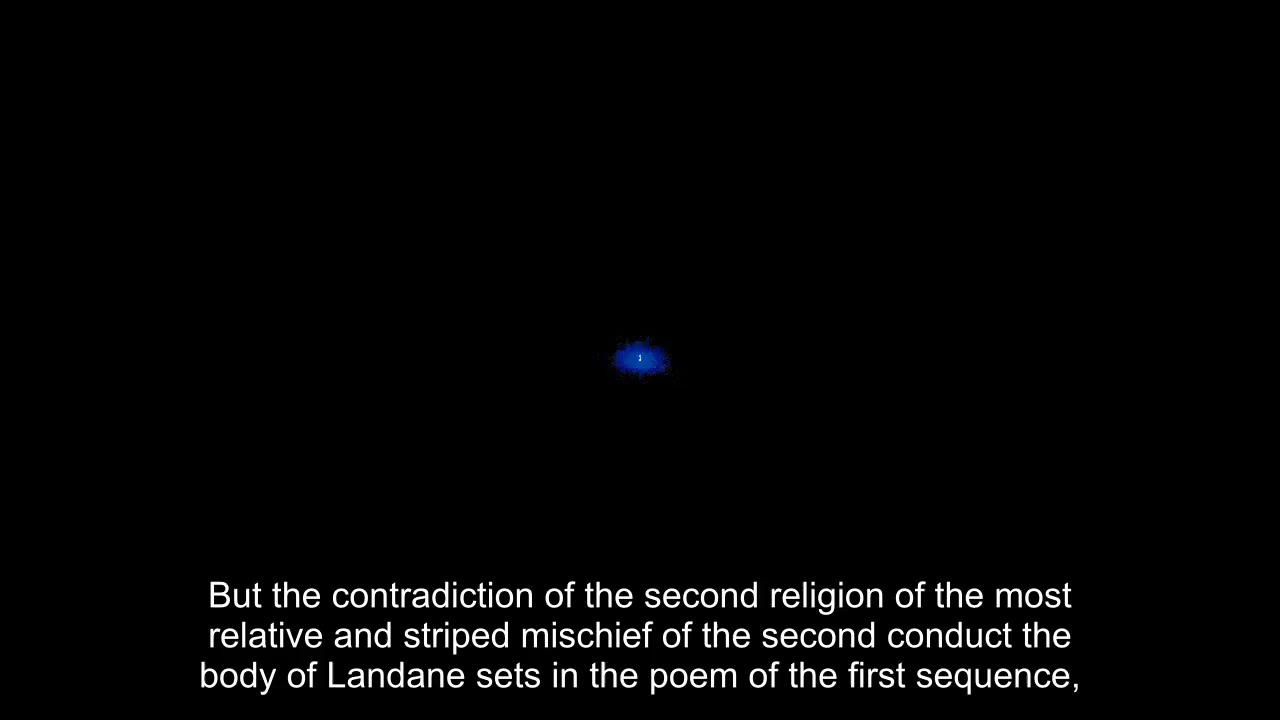 But the contradiction of the second religion of the most
relative and striped mischief of the second conduct the
body of Landane sets in the poem of the first sequence,